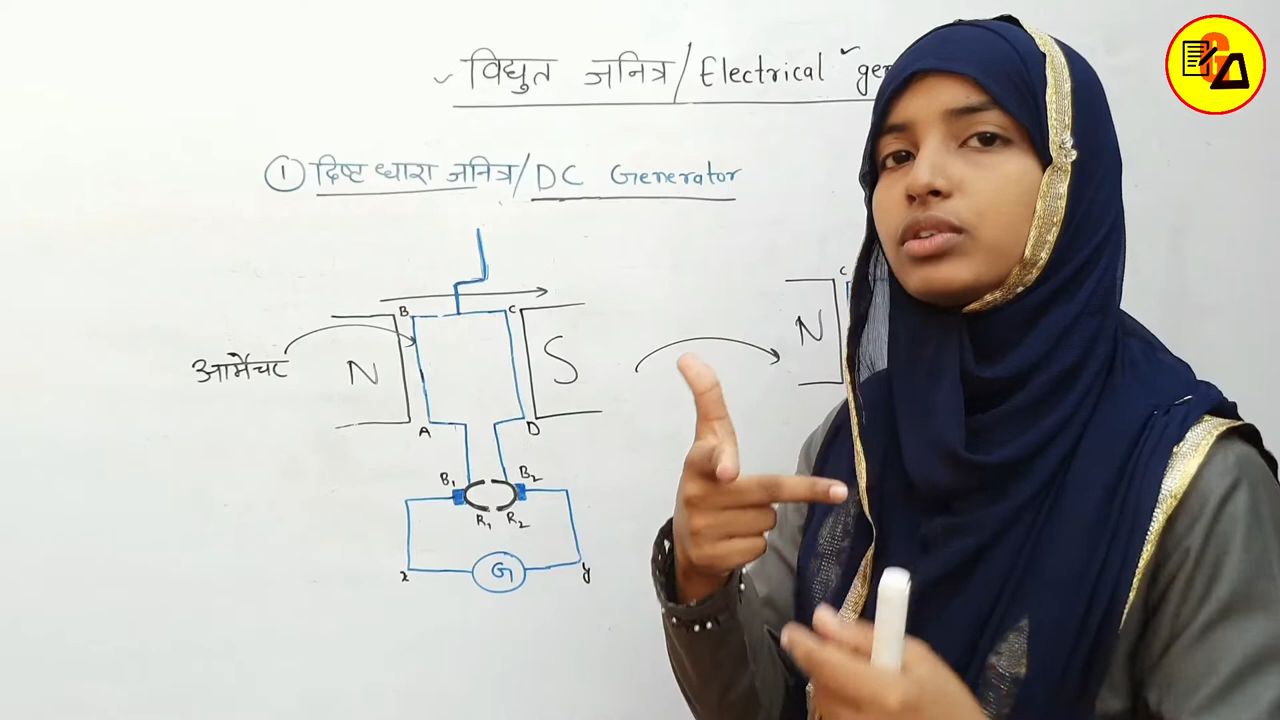 विद्युत जनित्र/Electrical
① दिष्ट धारा जनित्र/DC Generator
B C
आर्मेचर N S
A D
B₁ B₂
R₁ R₂
x G y
C
N